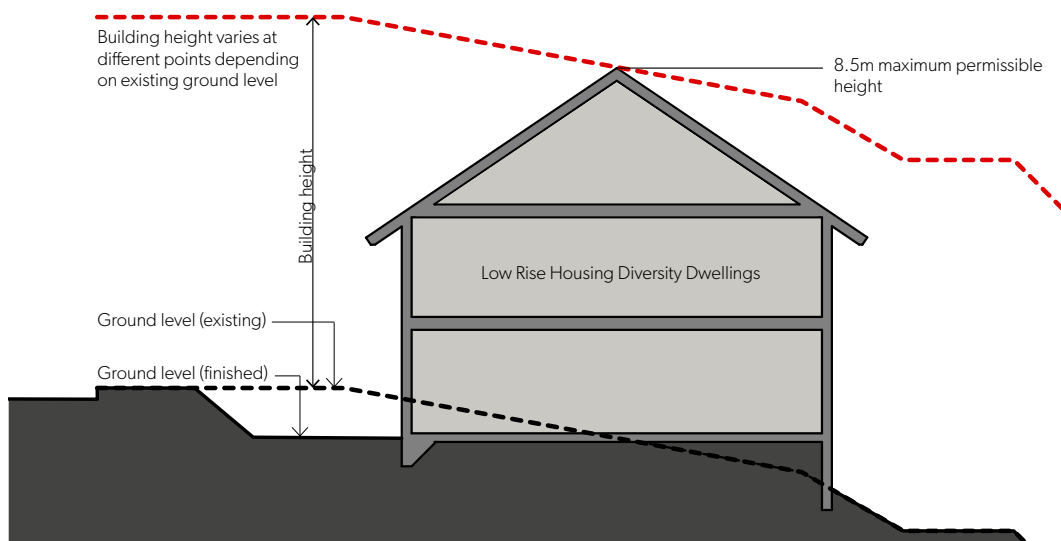 Building height varies at
different points depending
on existing ground level
8.5m maximum permissible
height
Building height
Low Rise Housing Diversity Dwellings
Ground level (existing)
Ground level (finished)